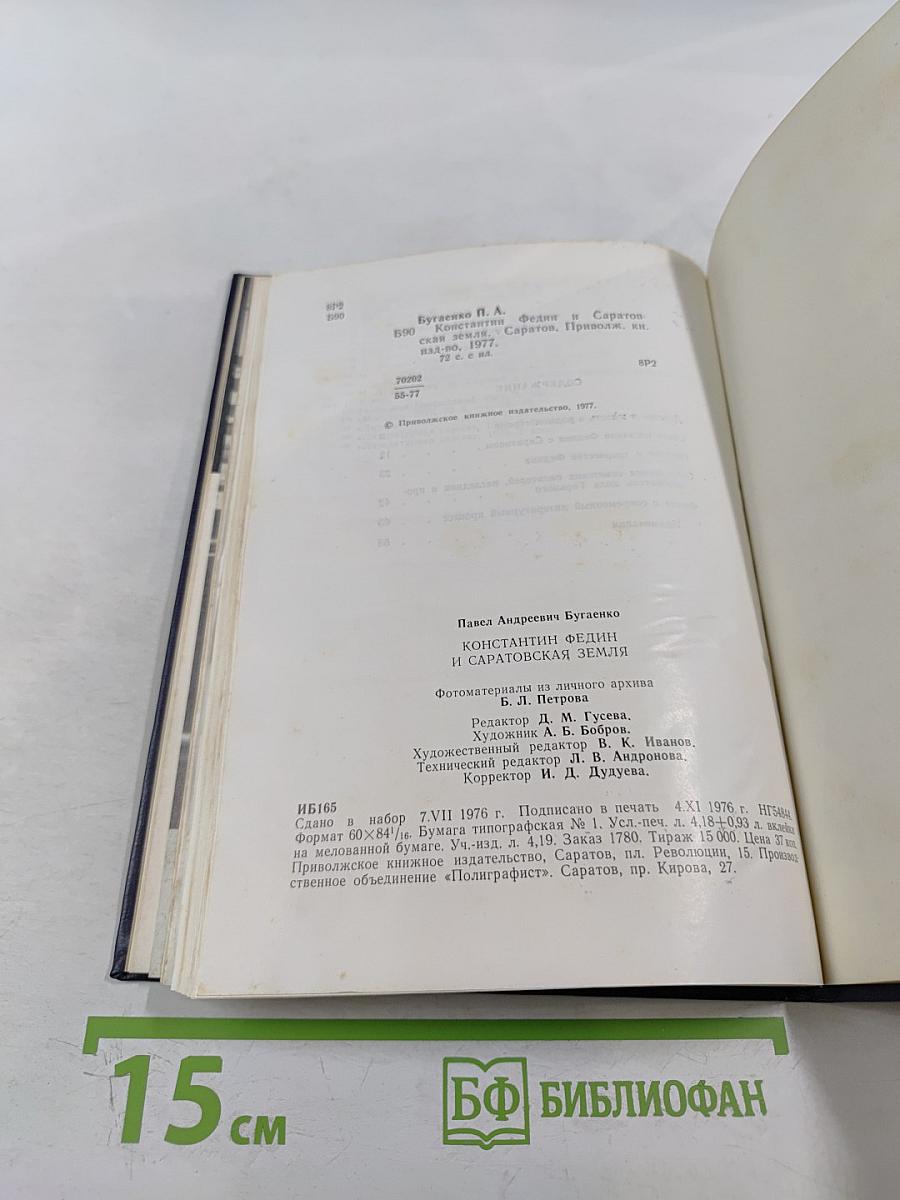 8Р2
Б90
Бугаенко П. А.
Б90 Константин Федин и Саратов-
ская земля. Саратов, Приволж. кн.
изд-во, 1977.
72 с. с ил.
70202
55-77
8Р2
© Приволжское книжное издательство, 1977.
Павел Андреевич Бугаенко
КОНСТАНТИН ФЕДИН
И САРАТОВСКАЯ ЗЕМЛЯ
Фотоматериалы из личного архива
Б. Л. Петрова
Редактор Д. М. Гусева.
Художник А. Б. Бобров.
Художественный редактор В. К. Иванов.
Технический редактор Л. В. Андронова.
Корректор И. Д. Дудуева.
ИБ165
Сдано в набор 7.VII 1976 г. Подписано в печать 4.XI 1976 г. НГ54844.
Формат 60×84¹/₁₆. Бумага типографская № 1. Усл.-печ. л. 4,18+0,93 л. вклейки
на мелованной бумаге. Уч.-изд. л. 4,19. Заказ 1780. Тираж 15 000. Цена 37 коп.
Приволжское книжное издательство, Саратов, пл. Революции, 15. Производ-
ственное объединение «Полиграфист». Саратов, пр. Кирова, 27.
15 см
БФ БИБЛИОФАН